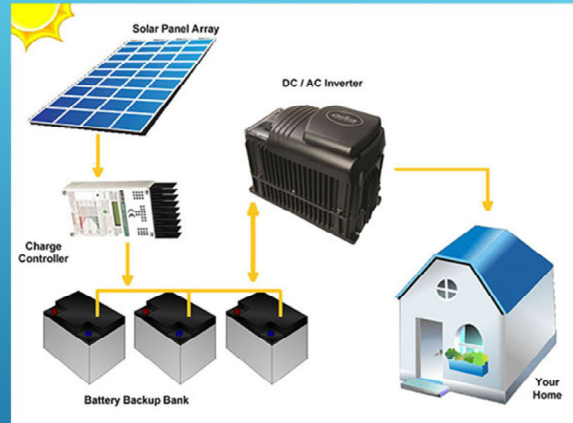 Solar Panel Array
DC / AC Inverter
Charge
Controller
Battery Backup Bank
Your
Home